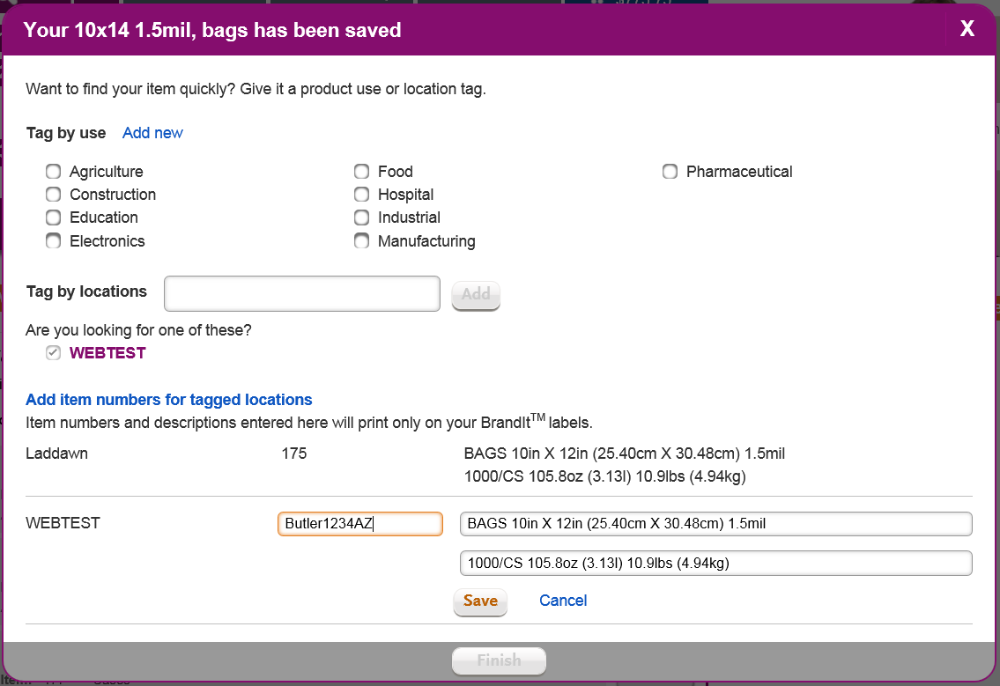 Your 10x14 1.5mil, bags has been saved X
Want to find your item quickly? Give it a product use or location tag.
Tag by use Add new
Agriculture Food Pharmaceutical
Construction Hospital
Education Industrial
Electronics Manufacturing
Tag by locations Add
Are you looking for one of these?
WEBTEST
Add item numbers for tagged locations
Item numbers and descriptions entered here will print only on your BrandIt™ labels.
Laddawn 175 BAGS 10in X 12in (25.40cm X 30.48cm) 1.5mil
1000/CS 105.8oz (3.13l) 10.9lbs (4.94kg)
WEBTEST Butler1234AZ BAGS 10in X 12in (25.40cm X 30.48cm) 1.5mil
1000/CS 105.8oz (3.13l) 10.9lbs (4.94kg)
Save Cancel
Finish